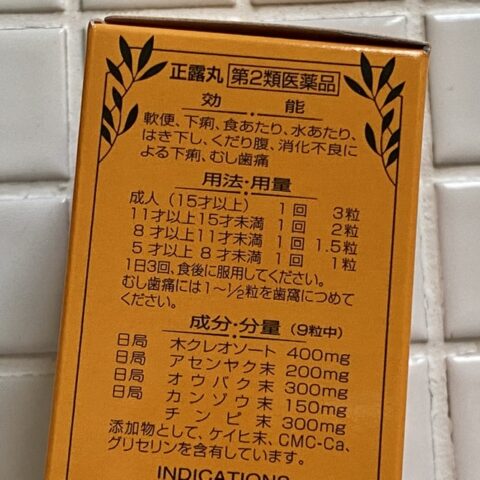 正露丸 第2類医薬品
効能
軟便、下痢、食あたり、水あたり、
はき下し、くだり腹、消化不良に
よる下痢、むし歯痛
用法・用量
成人（15才以上） 1回 3粒
11才以上15才未満 1回 2粒
8才以上11才未満 1回 1.5粒
5才以上8才未満 1回 1粒
1日3回、食後に服用してください。
むし歯痛には1〜½粒を歯窩につめて
ください。
成分・分量（9粒中）
日局 木クレオソート 400mg
日局 アセンヤク末 200mg
日局 オウバク末 300mg
日局 カンゾウ末 150mg
チンピ末 300mg
添加物として、ケイヒ末、CMC-Ca、
グリセリンを含有しています。
INDICATIONS